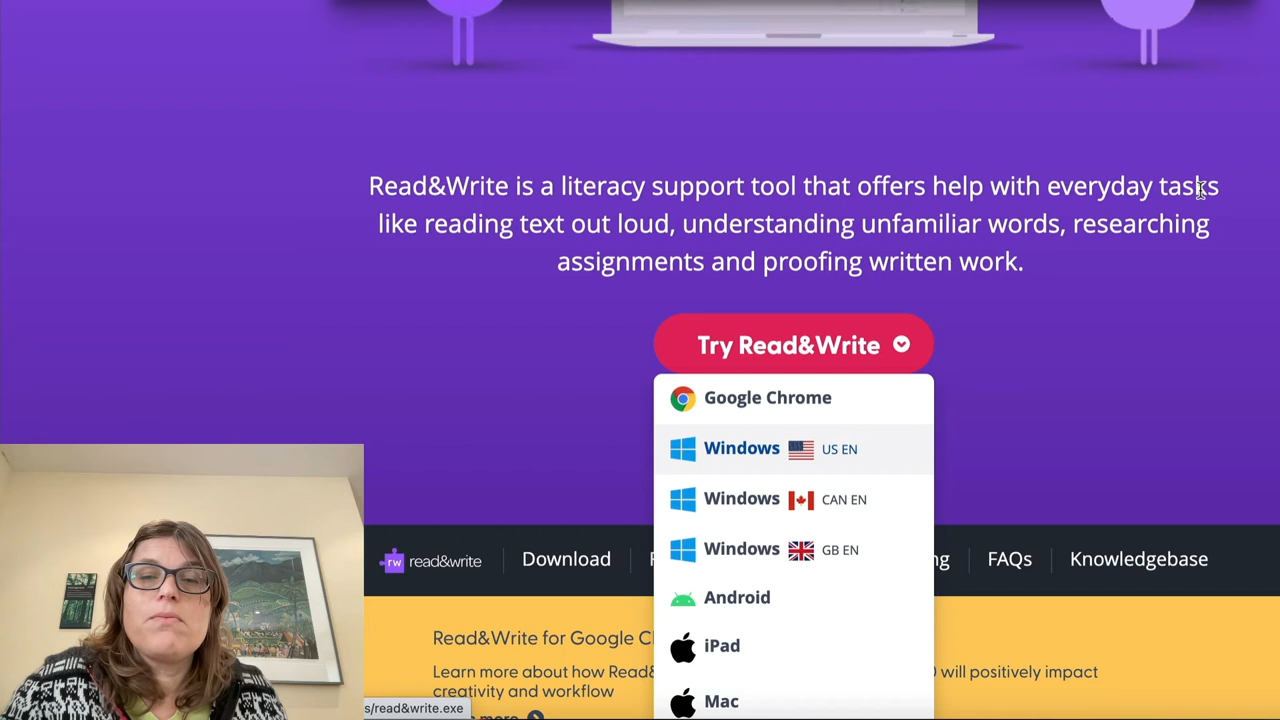 Read&Write is a literacy support tool that offers help with everyday tasks
like reading text out loud, understanding unfamiliar words, researching
assignments and proofing written work.
Try Read&Write
Google Chrome
Windows US EN
Windows CAN EN
Windows GB EN
Android
iPad
Mac
rw read&write Download FAQs Knowledgebase
Read&Write for Google
Learn more about how will positively impact
creativity and workflow
s/read&write.exe